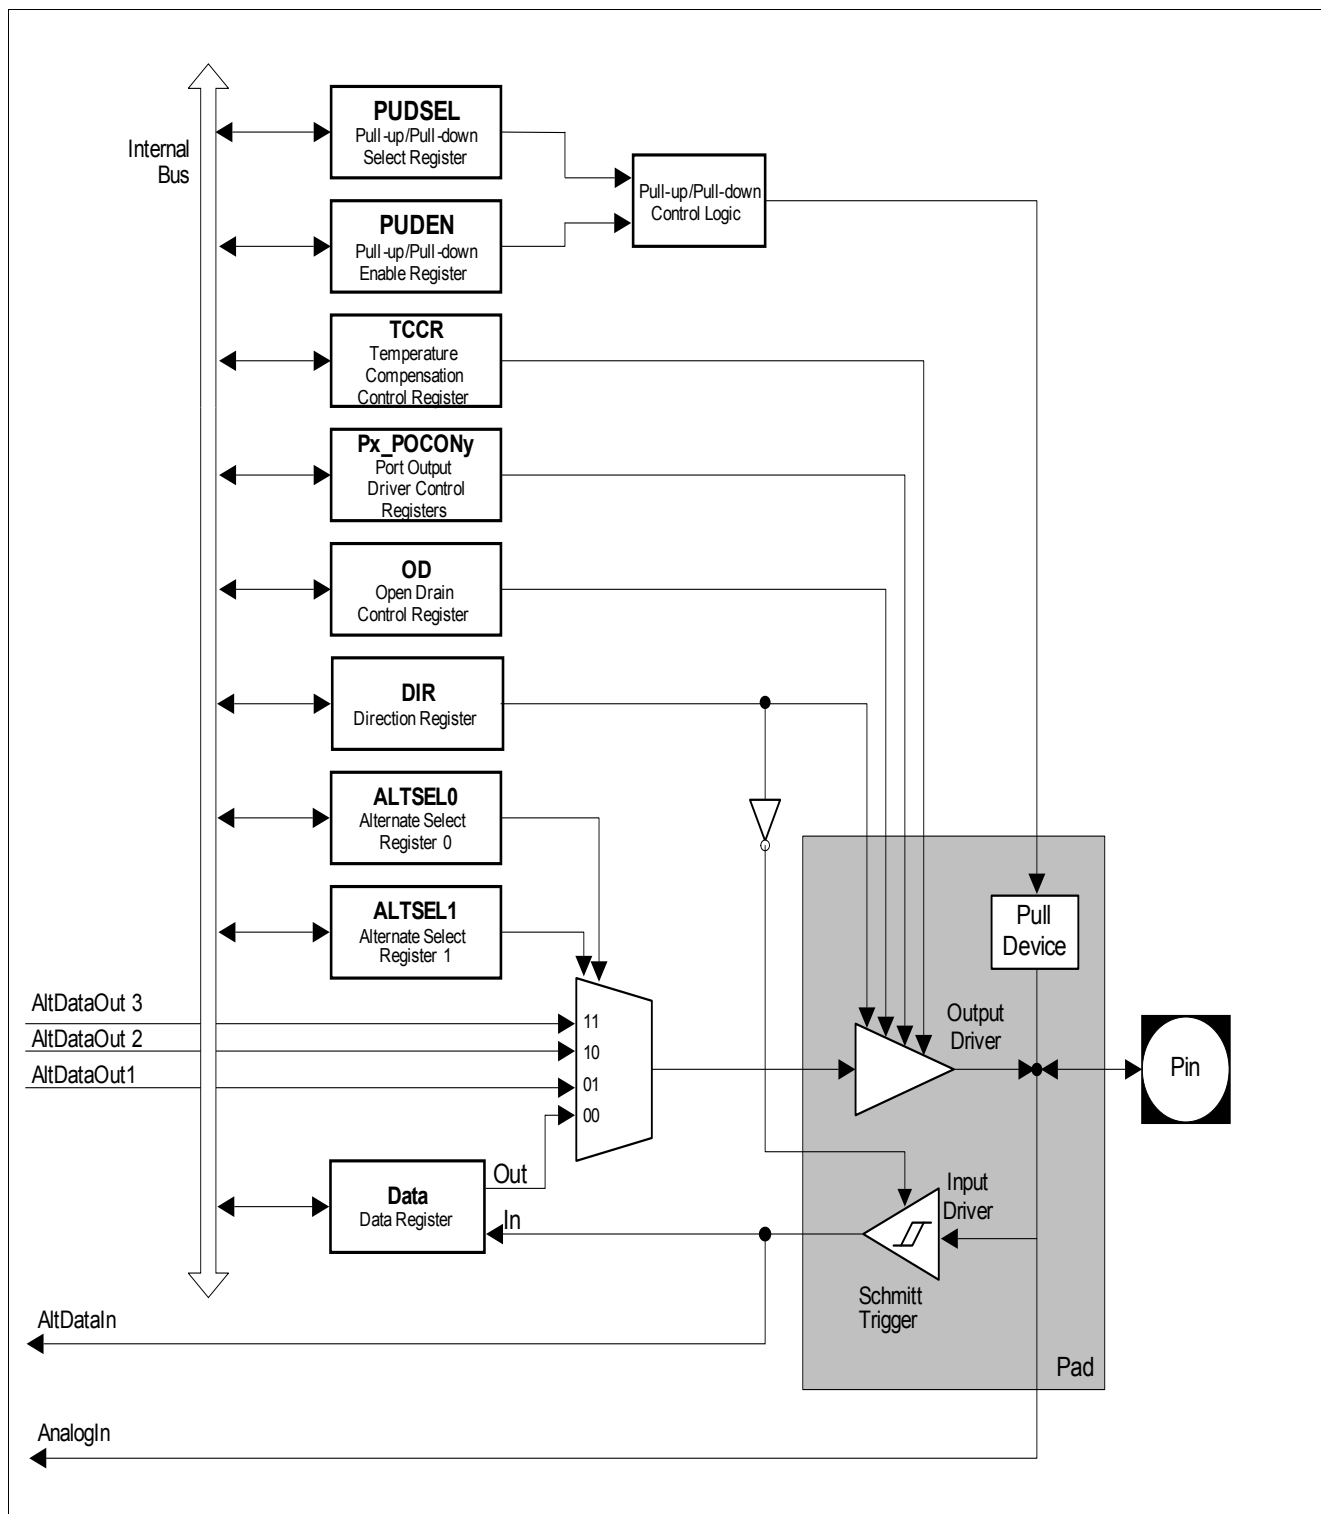 Internal
Bus
PUDSEL
Pull-up/Pull-down
Select Register
PUDEN
Pull-up/Pull-down
Enable Register
Pull-up/Pull-down
Control Logic
TCCR
Temperature
Compensation
Control Register
Px_POCONy
Port Output
Driver Control
Registers
OD
Open Drain
Control Register
DIR
Direction Register
ALTSEL0
Alternate Select
Register 0
ALTSEL1
Alternate Select
Register 1
Pull
Device
AltDataOut 3
AltDataOut 2
AltDataOut1
11
10
01
00
Output
Driver
Pin
Data
Data Register
Out
In
Input
Driver
Schmitt
Trigger
Pad
AltDataIn
AnalogIn